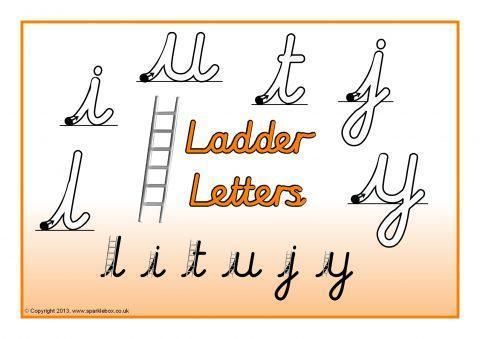 i u t j
l y
Ladder
Letters
l i t u j y
© Copyright 2013, www.sparklebox.co.uk